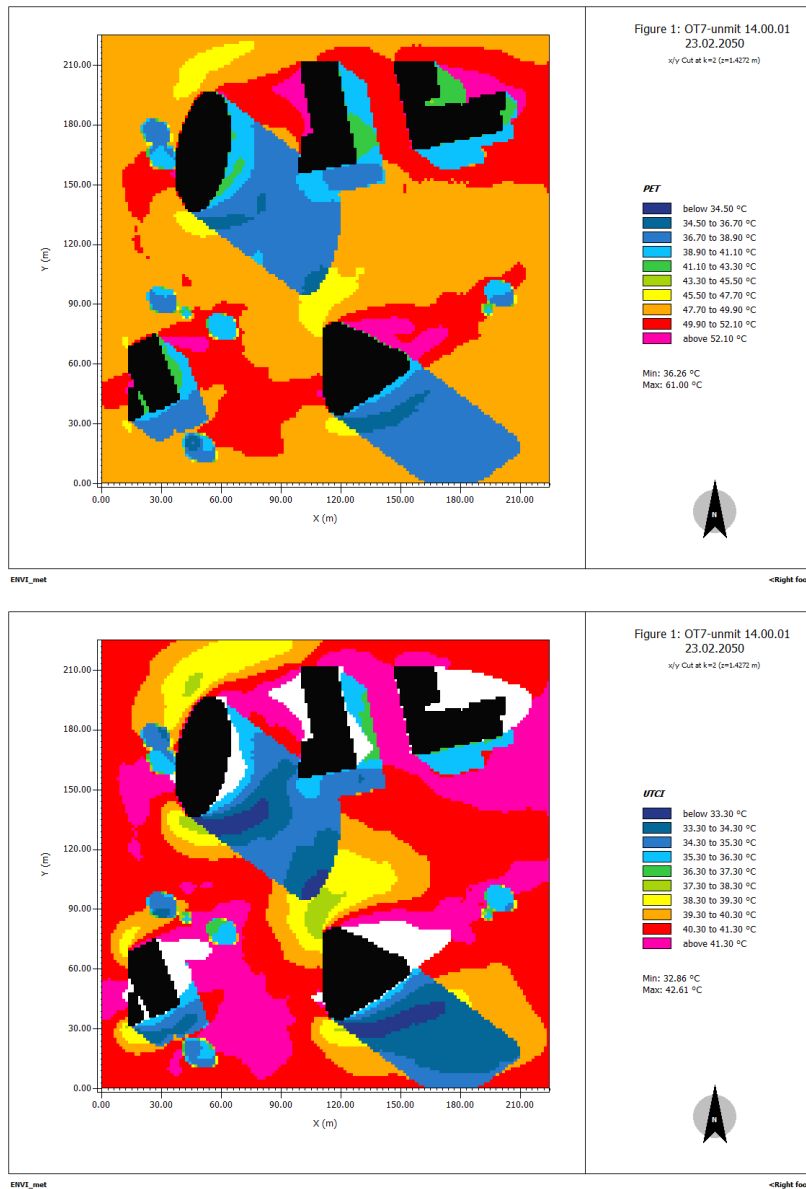 Figure 1: OT7-unmit 14.00.01
23.02.2050
x/y Cut at k=2 (z=1.4272 m)
210.00
180.00
150.00
120.00
90.00
60.00
30.00
0.00
Y (m)
0.00 30.00 60.00 90.00 120.00 150.00 180.00 210.00
X (m)
PET
below 34.50 °C
34.50 to 36.70 °C
36.70 to 38.90 °C
38.90 to 41.10 °C
41.10 to 43.30 °C
43.30 to 45.50 °C
45.50 to 47.70 °C
47.70 to 49.90 °C
49.90 to 52.10 °C
above 52.10 °C
Min: 36.26 °C
Max: 61.00 °C
N
ENVI_met <Right foo
Figure 1: OT7-unmit 14.00.01
23.02.2050
x/y Cut at k=2 (z=1.4272 m)
210.00
180.00
150.00
120.00
90.00
60.00
30.00
0.00
Y (m)
0.00 30.00 60.00 90.00 120.00 150.00 180.00 210.00
X (m)
UTCI
below 33.30 °C
33.30 to 34.30 °C
34.30 to 35.30 °C
35.30 to 36.30 °C
36.30 to 37.30 °C
37.30 to 38.30 °C
38.30 to 39.30 °C
39.30 to 40.30 °C
40.30 to 41.30 °C
above 41.30 °C
Min: 32.86 °C
Max: 42.61 °C
N
ENVI_met <Right foo